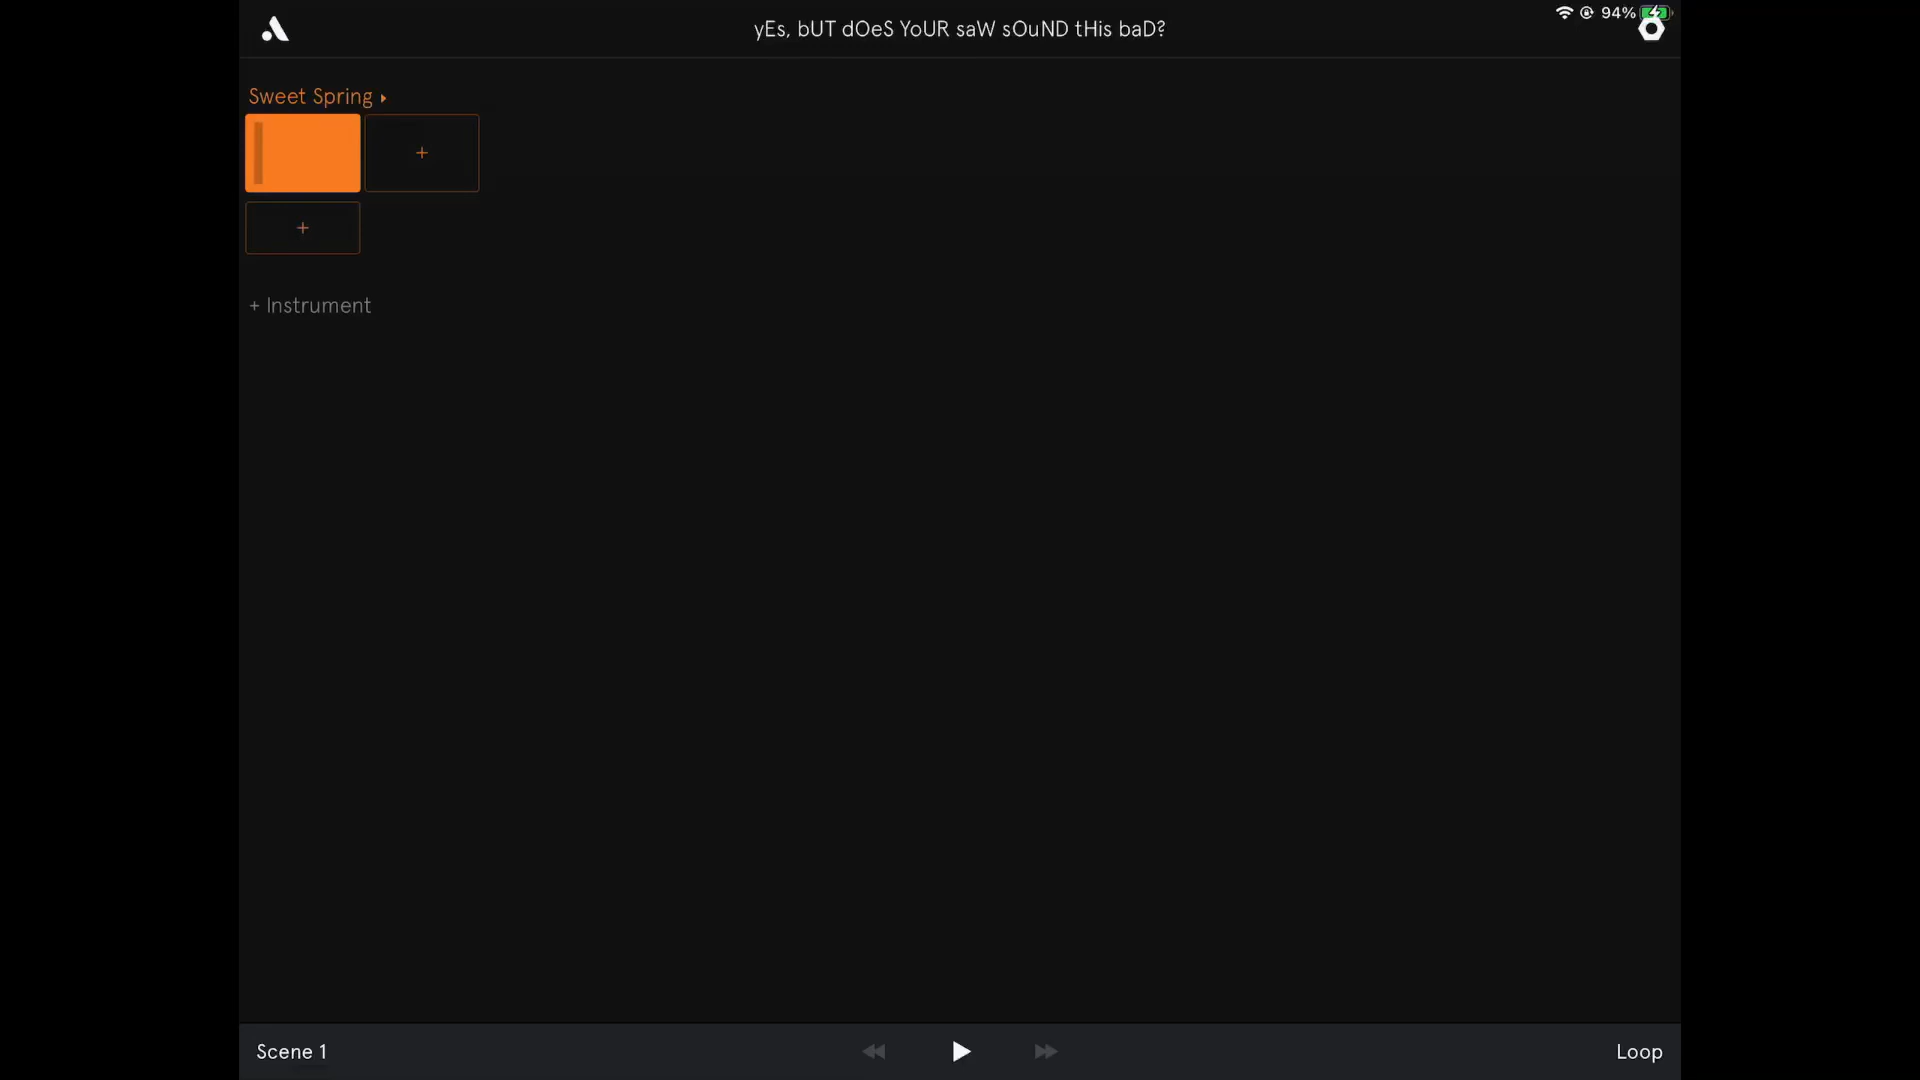 yEs, bUT dOeS YoUR saW sOuND tHis baD?
94%
Sweet Spring
+
+
+ Instrument
Scene 1
Loop